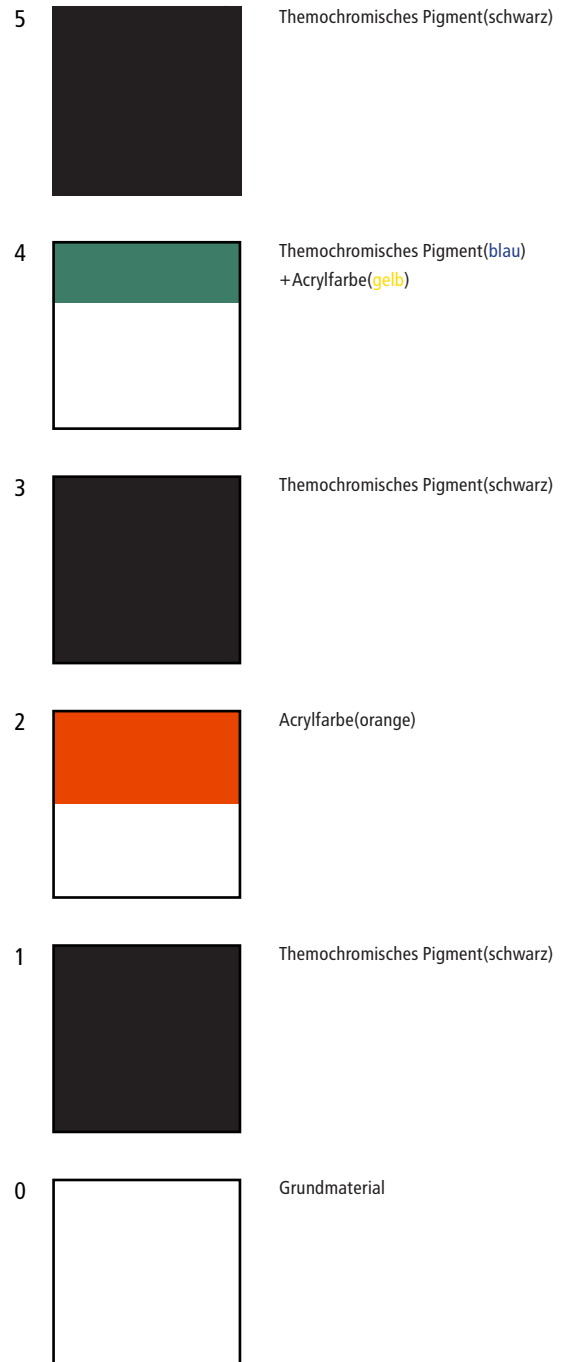 5 Themochromisches Pigment(schwarz)
4 Themochromisches Pigment(blau)
+Acrylfarbe(gelb)
3 Themochromisches Pigment(schwarz)
2 Acrylfarbe(orange)
1 Themochromisches Pigment(schwarz)
0 Grundmaterial